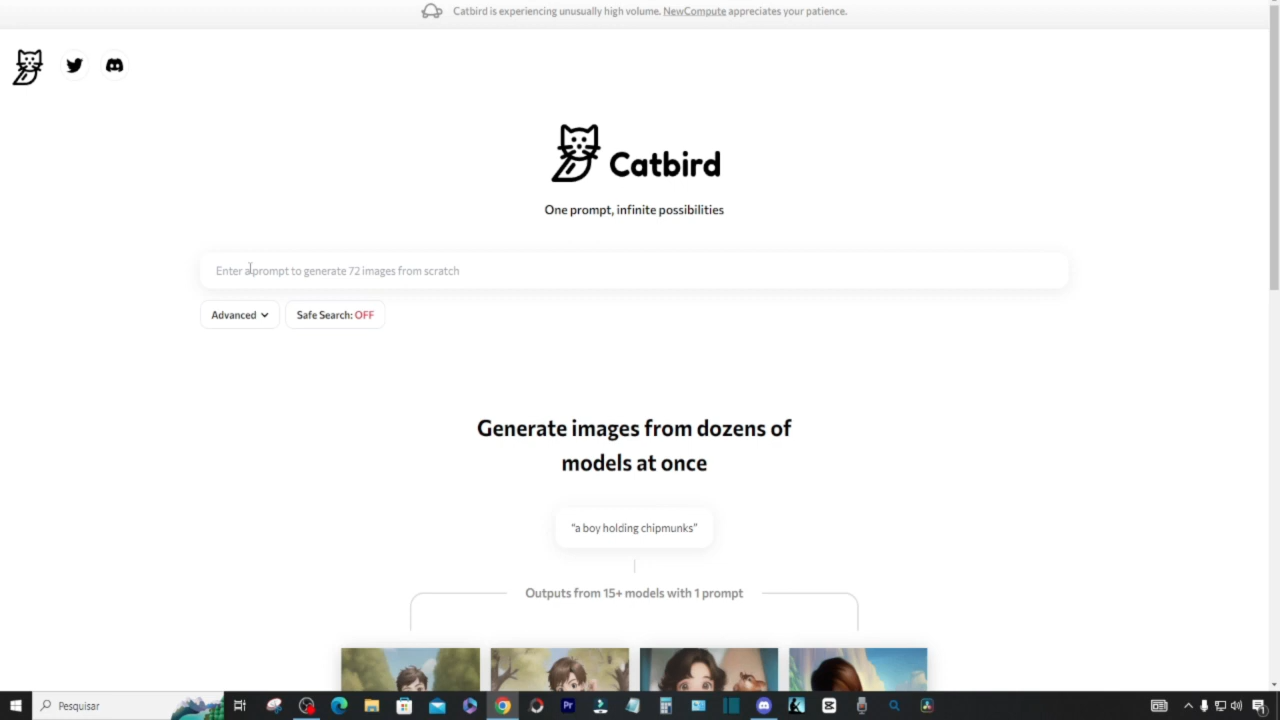 Catbird is experiencing unusually high volume. NewCompute appreciates your patience.
Catbird
One prompt, infinite possibilities
Enter a prompt to generate 72 images from scratch
Advanced
Safe Search: OFF
Generate images from dozens of
models at once
"a boy holding chipmunks"
Outputs from 15+ models with 1 prompt
Pesquisar